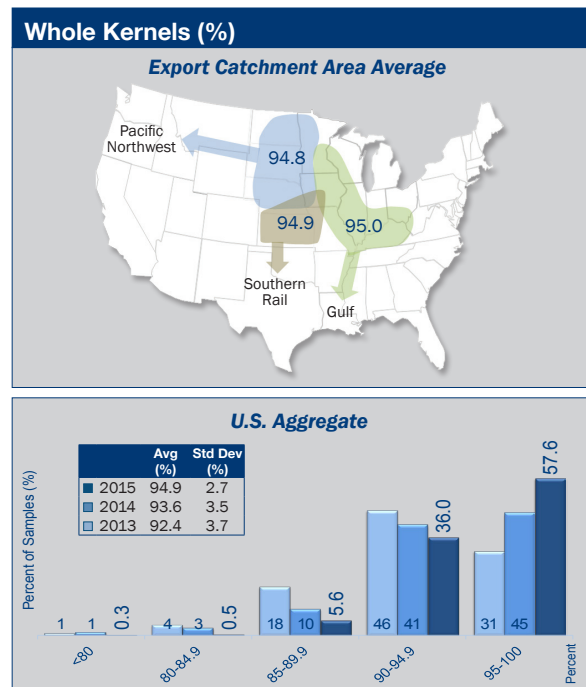 Whole Kernels (%)
Export Catchment Area Average
Pacific
Northwest
94.8
94.9
95.0
Southern
Rail
Gulf
U.S. Aggregate
Avg
(%)
Std Dev
(%)
2015 94.9 2.7
2014 93.6 3.5
2013 92.4 3.7
Percent of Samples (%)
1 1 0.3
4 3 0.5
18 10 5.6
46 41 36.0
31 45 57.6
<80
80-84.9
85-89.9
90-94.9
95-100
Percent